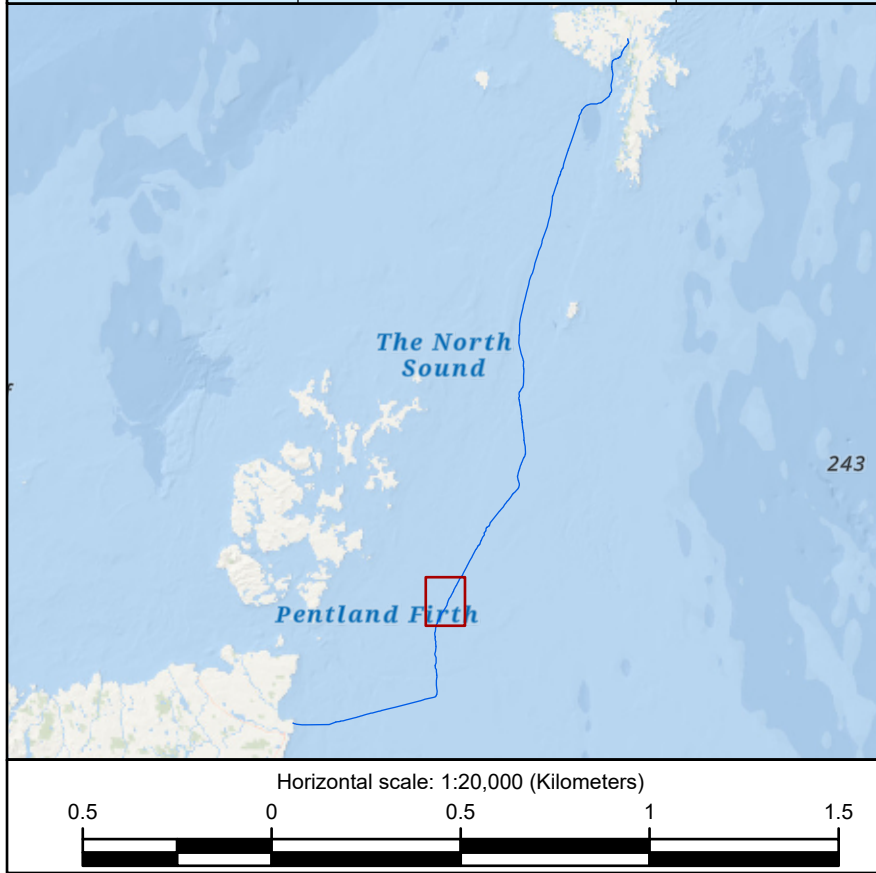 The North
Sound
243
Pentland Firth
Horizontal scale: 1:20,000 (Kilometers)
0.5 0 0.5 1 1.5